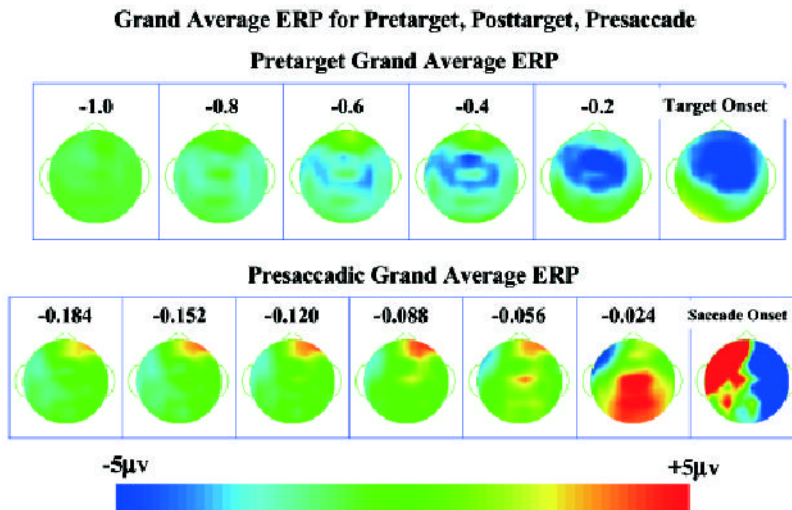 Grand Average ERP for Pretarget, Posttarget, Presaccade
Pretarget Grand Average ERP
-1.0 -0.8 -0.6 -0.4 -0.2 Target Onset
Presaccadic Grand Average ERP
-0.184 -0.152 -0.120 -0.088 -0.056 -0.024 Saccade Onset
-5μv +5μv